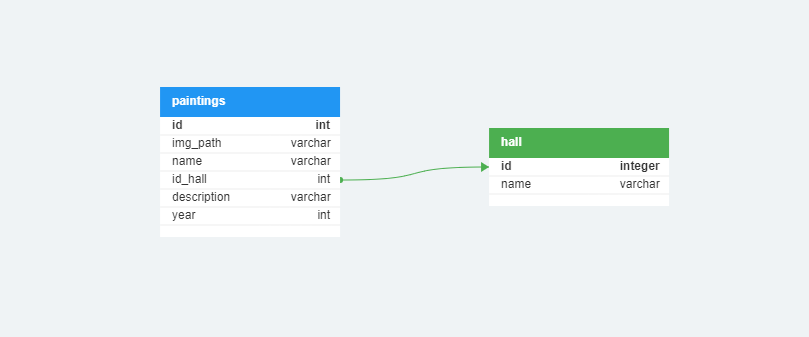 paintings
id int
img_path varchar
name varchar
id_hall int
description varchar
year int
hall
id integer
name varchar